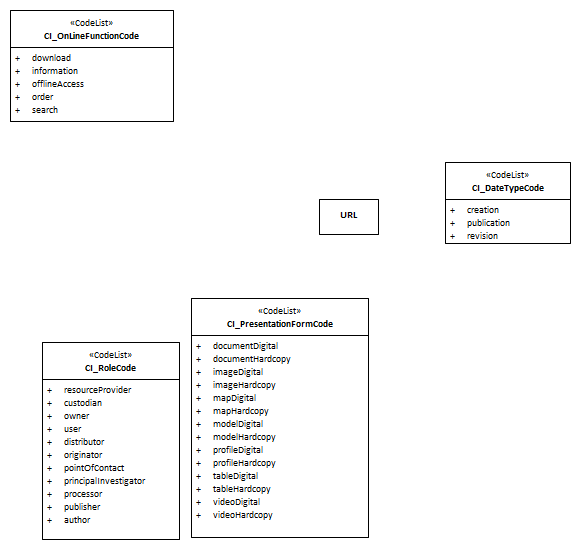 «CodeList»
CI_OnLineFunctionCode
+ download
+ information
+ offlineAccess
+ order
+ search
«CodeList»
CI_DateTypeCode
+ creation
+ publication
+ revision
URL
«CodeList»
CI_PresentationFormCode
+ documentDigital
+ documentHardcopy
+ imageDigital
+ imageHardcopy
+ mapDigital
+ mapHardcopy
+ modelDigital
+ modelHardcopy
+ profileDigital
+ profileHardcopy
+ tableDigital
+ tableHardcopy
+ videoDigital
+ videoHardcopy
«CodeList»
CI_RoleCode
+ resourceProvider
+ custodian
+ owner
+ user
+ distributor
+ originator
+ pointOfContact
+ principalInvestigator
+ processor
+ publisher
+ author